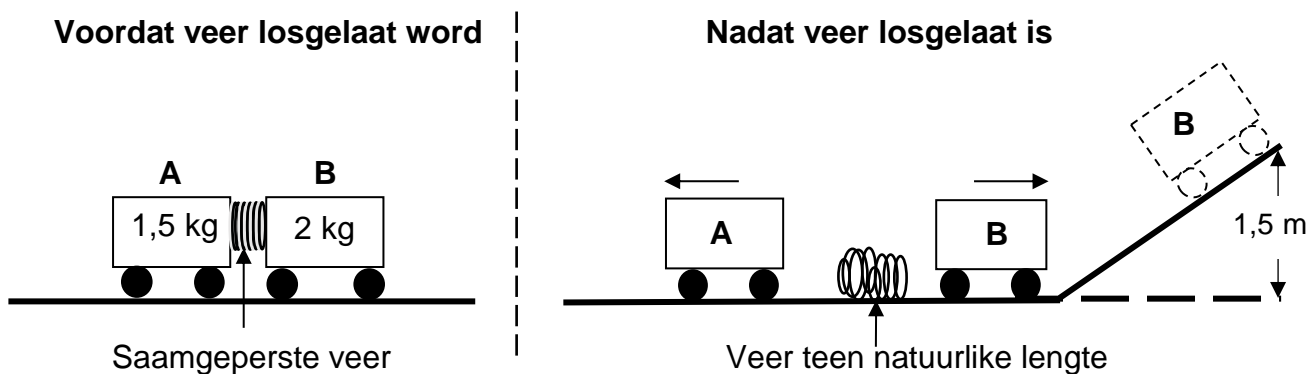 Voordat veer losgelaat word
Nadat veer losgelaat is
A
B
1,5 kg
2 kg
Saamgeperste veer
A
B
B
1,5 m
Veer teen natuurlike lengte